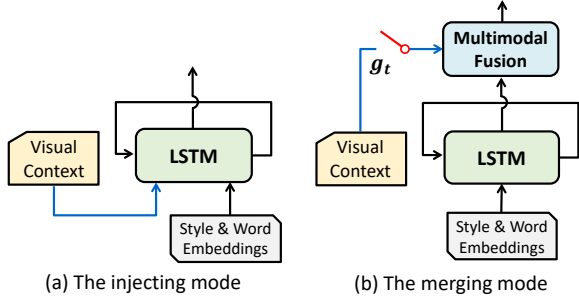 Visual
Context
LSTM
Style & Word
Embeddings
(a) The injecting mode
Multimodal
Fusion
g_t
Visual
Context
LSTM
Style & Word
Embeddings
(b) The merging mode